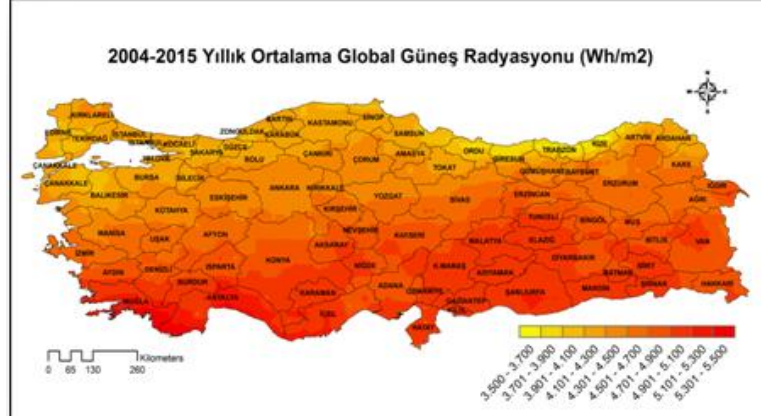 2004-2015 Yıllık Ortalama Global Güneş Radyasyonu (Wh/m2)
KIRKLARELİ
EDİRNE
TEKİRDAĞ
İSTANBUL
İSTANBUL
KOCAELİ
YALOVA
SAKARYA
DÜZCE
ZONGULDAK
BARTIN
KARABÜK
KASTAMONU
SİNOP
SAMSUN
ORDU
GİRESUN
TRABZON
RİZE
ARTVİN
ARDAHAN
ÇANAKKALE
ÇANAKKALE
BALIKESİR
BURSA
BİLECİK
BOLU
ÇANKIRI
ÇORUM
AMASYA
TOKAT
GÜMÜŞHANE
BAYBURT
ERZURUM
KARS
IĞDIR
AĞRI
KÜTAHYA
ESKİŞEHİR
ANKARA
KIRIKKALE
YOZGAT
SİVAS
ERZİNCAN
TUNCELİ
BİNGÖL
MUŞ
MANİSA
UŞAK
AFYON
KIRŞEHİR
NEVŞEHİR
KAYSERİ
AKSARAY
MALATYA
ELAZIĞ
BİTLİS
VAN
İZMİR
AYDIN
DENİZLİ
ISPARTA
BURDUR
KONYA
NİĞDE
K.MARAŞ
ADIYAMAN
DİYARBAKIR
BATMAN
SİİRT
ŞIRNAK
HAKKARİ
MUĞLA
ANTALYA
KARAMAN
İÇEL
ADANA
OSMANİYE
GAZİANTEP
KİLİS
ŞANLIURFA
MARDİN
HATAY
Kilometers
0 65 130 260
3.500 - 3.700
3.701 - 3.900
3.901 - 4.100
4.101 - 4.300
4.301 - 4.500
4.501 - 4.700
4.701 - 4.900
4.901 - 5.100
5.101 - 5.300
5.301 - 5.500